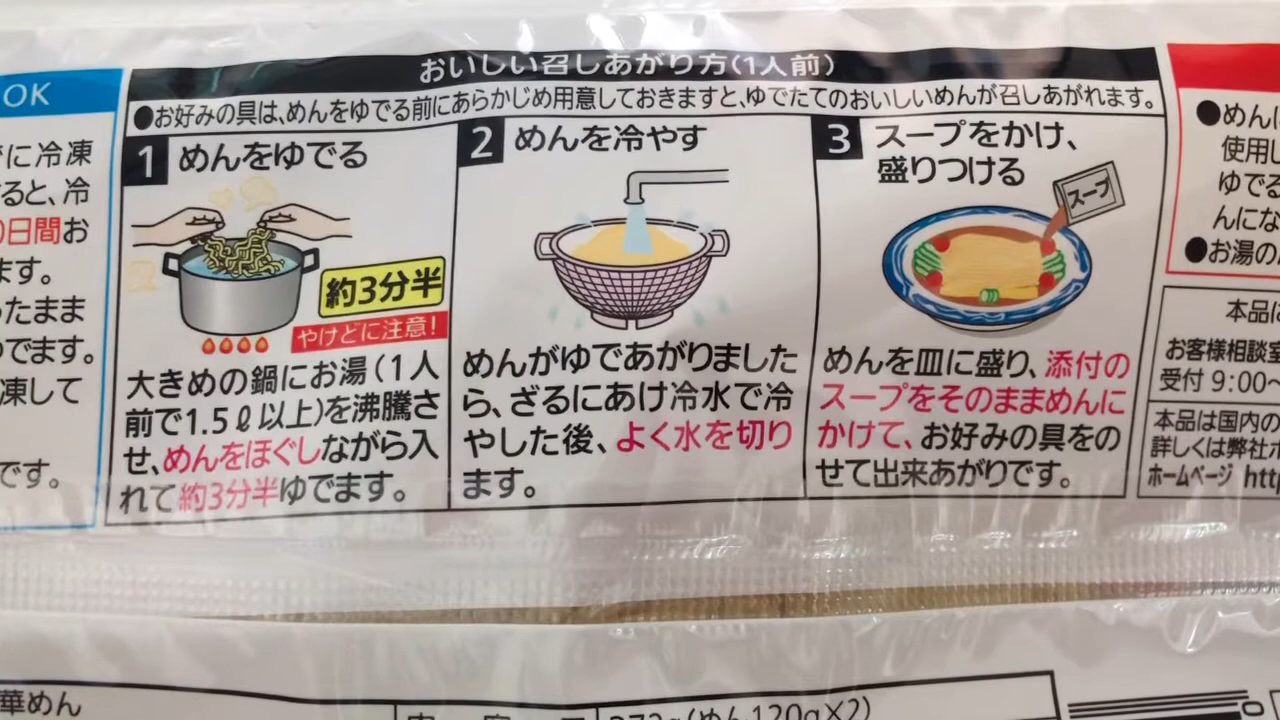 OK
に冷凍
すると、冷
日間お
ます。
ったまま
ゆでます。
凍して
です。
おいしい召しあがり方(1人前)
●お好みの具は、めんをゆでる前にあらかじめ用意しておきますと、ゆでたてのおいしいめんが召しあがれます。
1 めんをゆでる
約3分半
やけどに注意!
大きめの鍋にお湯(1人
前で1.5ℓ以上)を沸騰さ
せ、めんをほぐしながら入
れて約3分半ゆでます。
2 めんを冷やす
めんがゆであがりました
ら、ざるにあけ冷水で冷
やした後、よく水を切り
ます。
3 スープをかけ、
盛りつける
スープ
めんを皿に盛り、添付の
スープをそのままめんに
かけて、お好みの具をの
せて出来あがりです。
●めんに
使用し
ゆでる
んにな
●お湯の
本品は
お客様相談室
受付 9:00~
本品は国内の
詳しくは弊社ホ
ホームページ http
華めん
(めん120g×2)